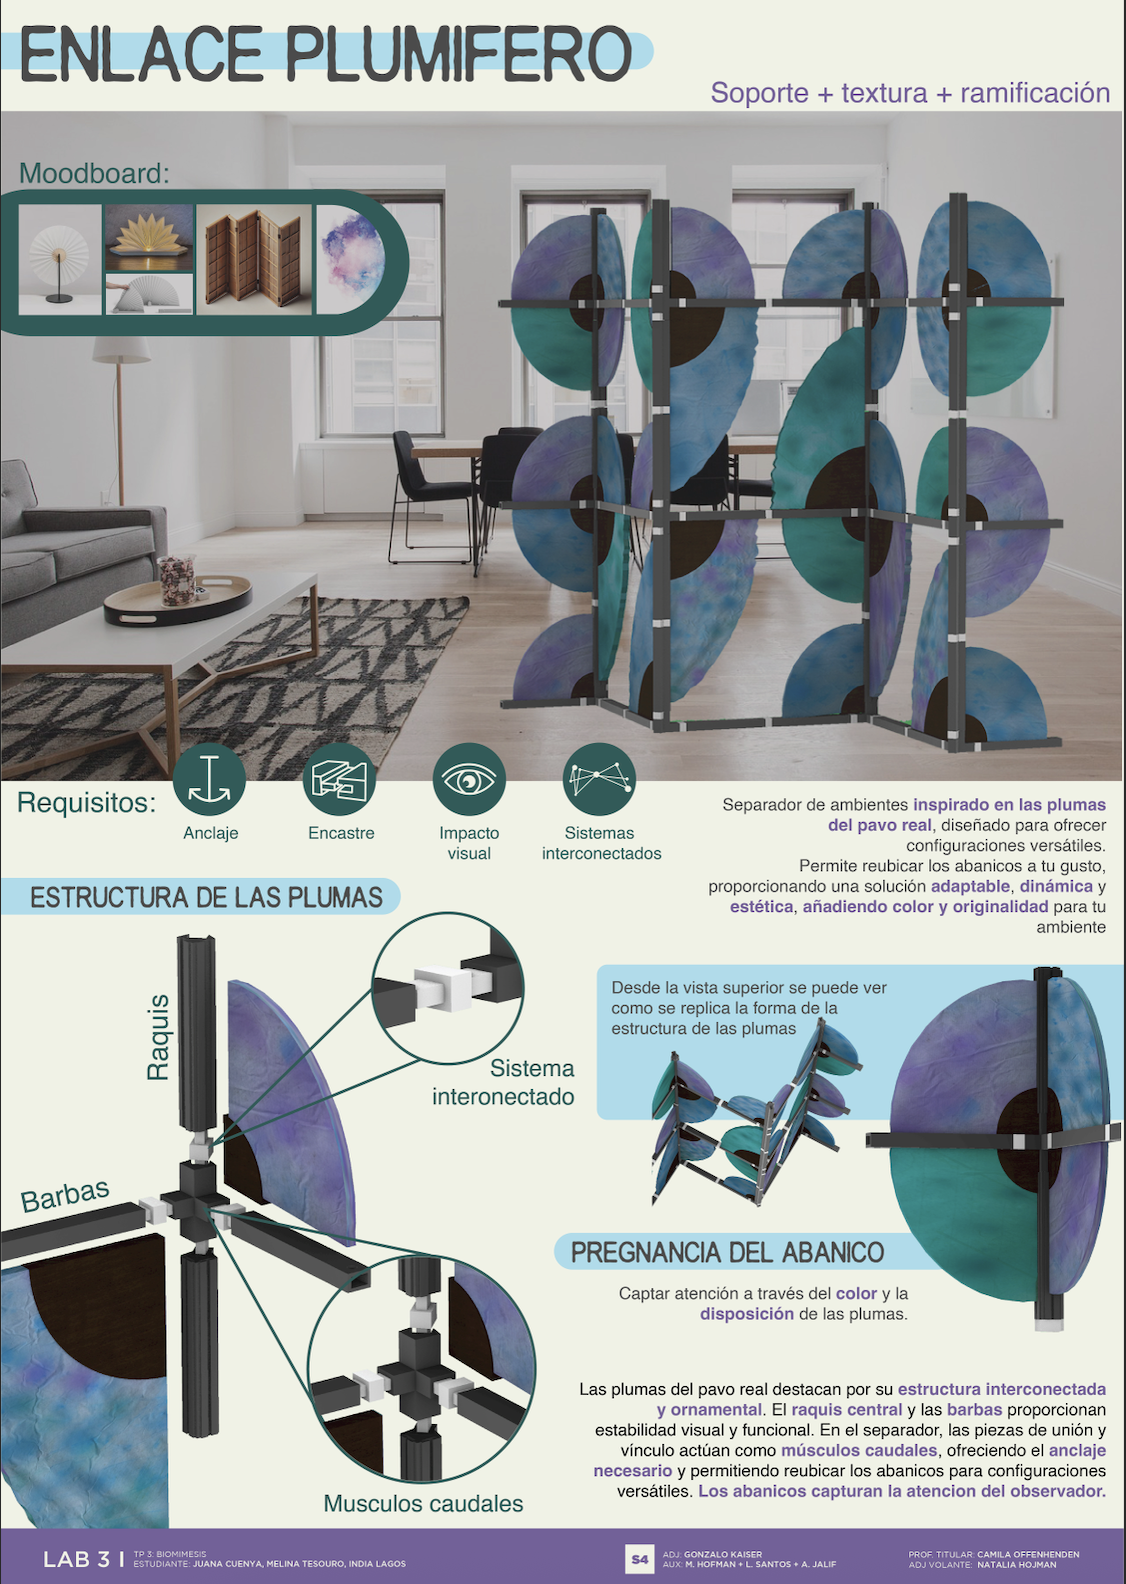 ENLACE PLUMIFERO
Soporte + textura + ramificación
Moodboard:
Requisitos:
Anclaje
Encastre
Impacto
visual
Sistemas
interconectados
Separador de ambientes inspirado en las plumas
del pavo real, diseñado para ofrecer
configuraciones versátiles.
Permite reubicar los abanicos a tu gusto,
proporcionando una solución adaptable, dinámica y
estética, añadiendo color y originalidad para tu
ambiente
ESTRUCTURA DE LAS PLUMAS
Raquis
Sistema
interonectado
Barbas
Musculos caudales
Desde la vista superior se puede ver
como se replica la forma de la
estructura de las plumas
PREGNANCIA DEL ABANICO
Captar atención a través del color y la
disposición de las plumas.
Las plumas del pavo real destacan por su estructura interconectada
y ornamental. El raquis central y las barbas proporcionan
estabilidad visual y funcional. En el separador, las piezas de unión y
vínculo actúan como músculos caudales, ofreciendo el anclaje
necesario y permitiendo reubicar los abanicos para configuraciones
versátiles. Los abanicos capturan la atencion del observador.
LAB 3 I
TP 3: BIOMIMESIS
ESTUDIANTE: JUANA CUENYA, MELINA TESOURO, INDIA LAGOS
S4
ADJ: GONZALO KAISER
AUX: M. HOFMAN + L. SANTOS + A. JALIF
PROF. TITULAR: CAMILA OFFENHENDEN
ADJ VOLANTE: NATALIA HOJMAN